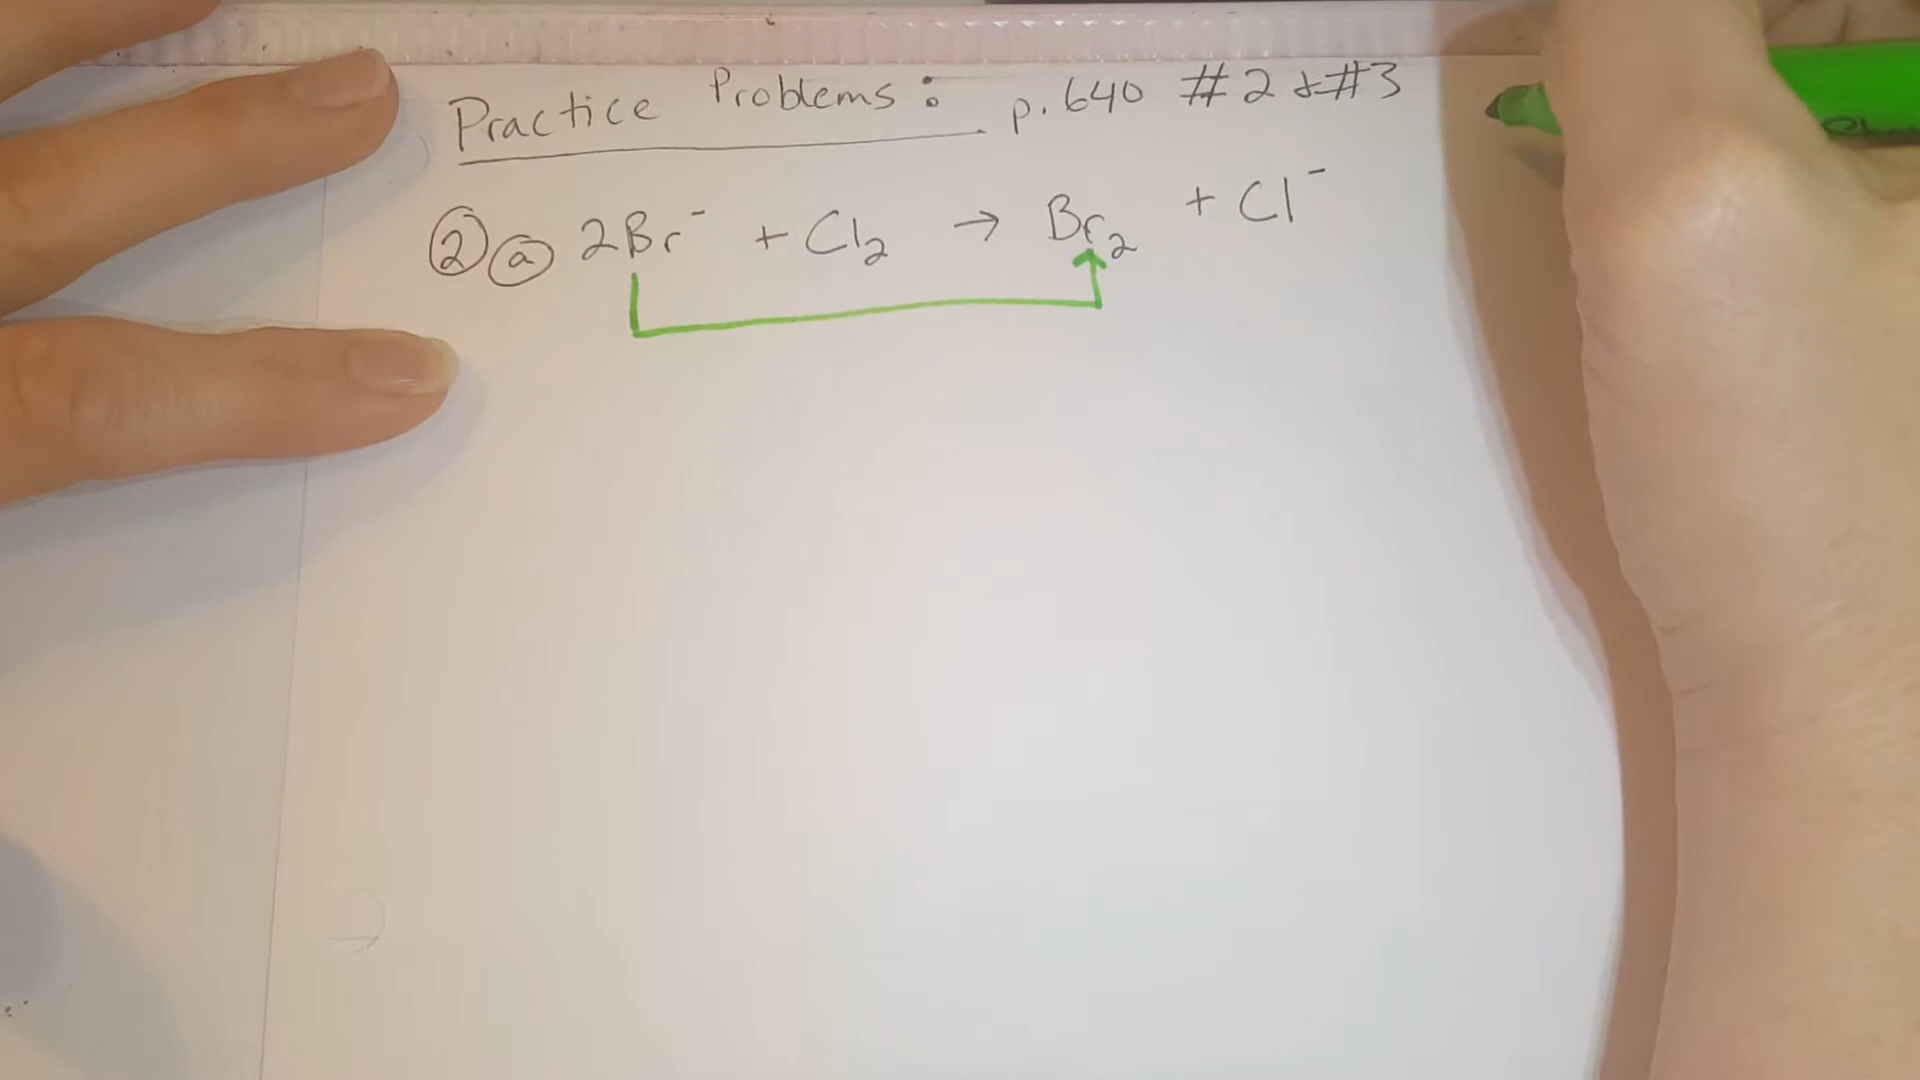 Practice Problems: p.640 #2 & #3
② ⓐ 2Br⁻ + Cl₂ → Br₂ + Cl⁻